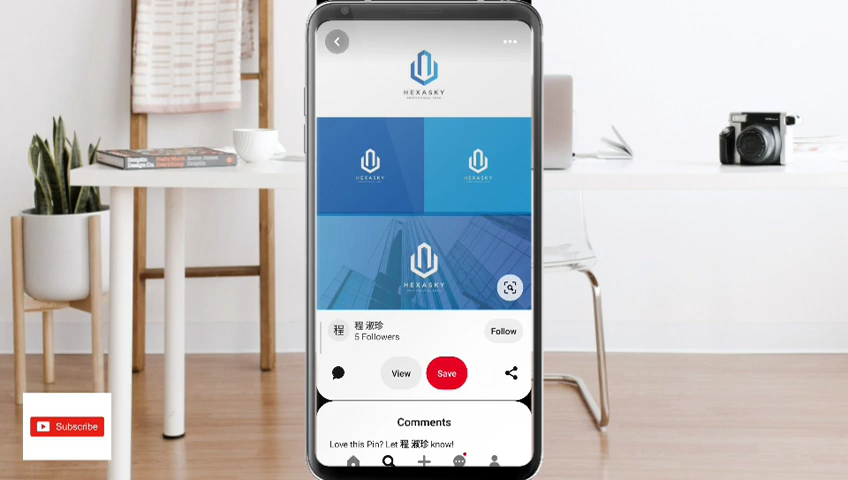 HEXASKY
HEXASKY
HEXASKY
HEXASKY
程
程 淑珍
5 Followers
Follow
View
Save
Comments
Love this Pin? Let 程 淑珍 know!
Subscribe